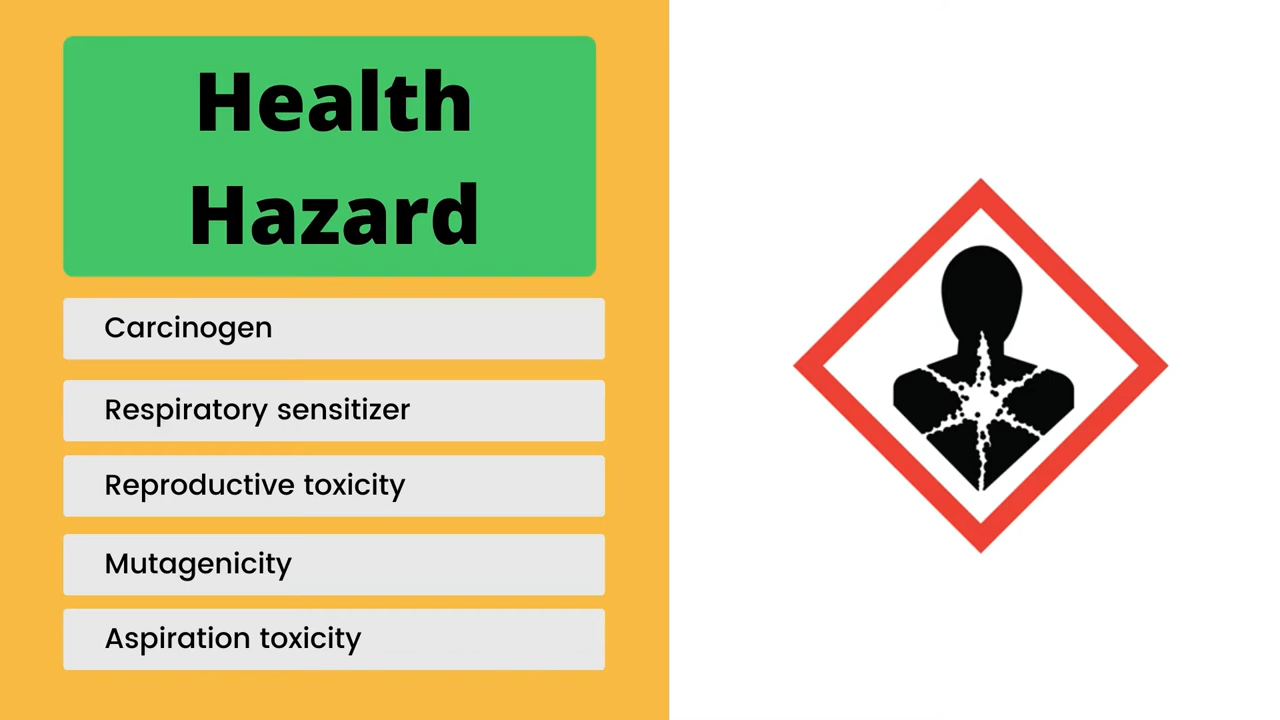 Health
Hazard
Carcinogen
Respiratory sensitizer
Reproductive toxicity
Mutagenicity
Aspiration toxicity